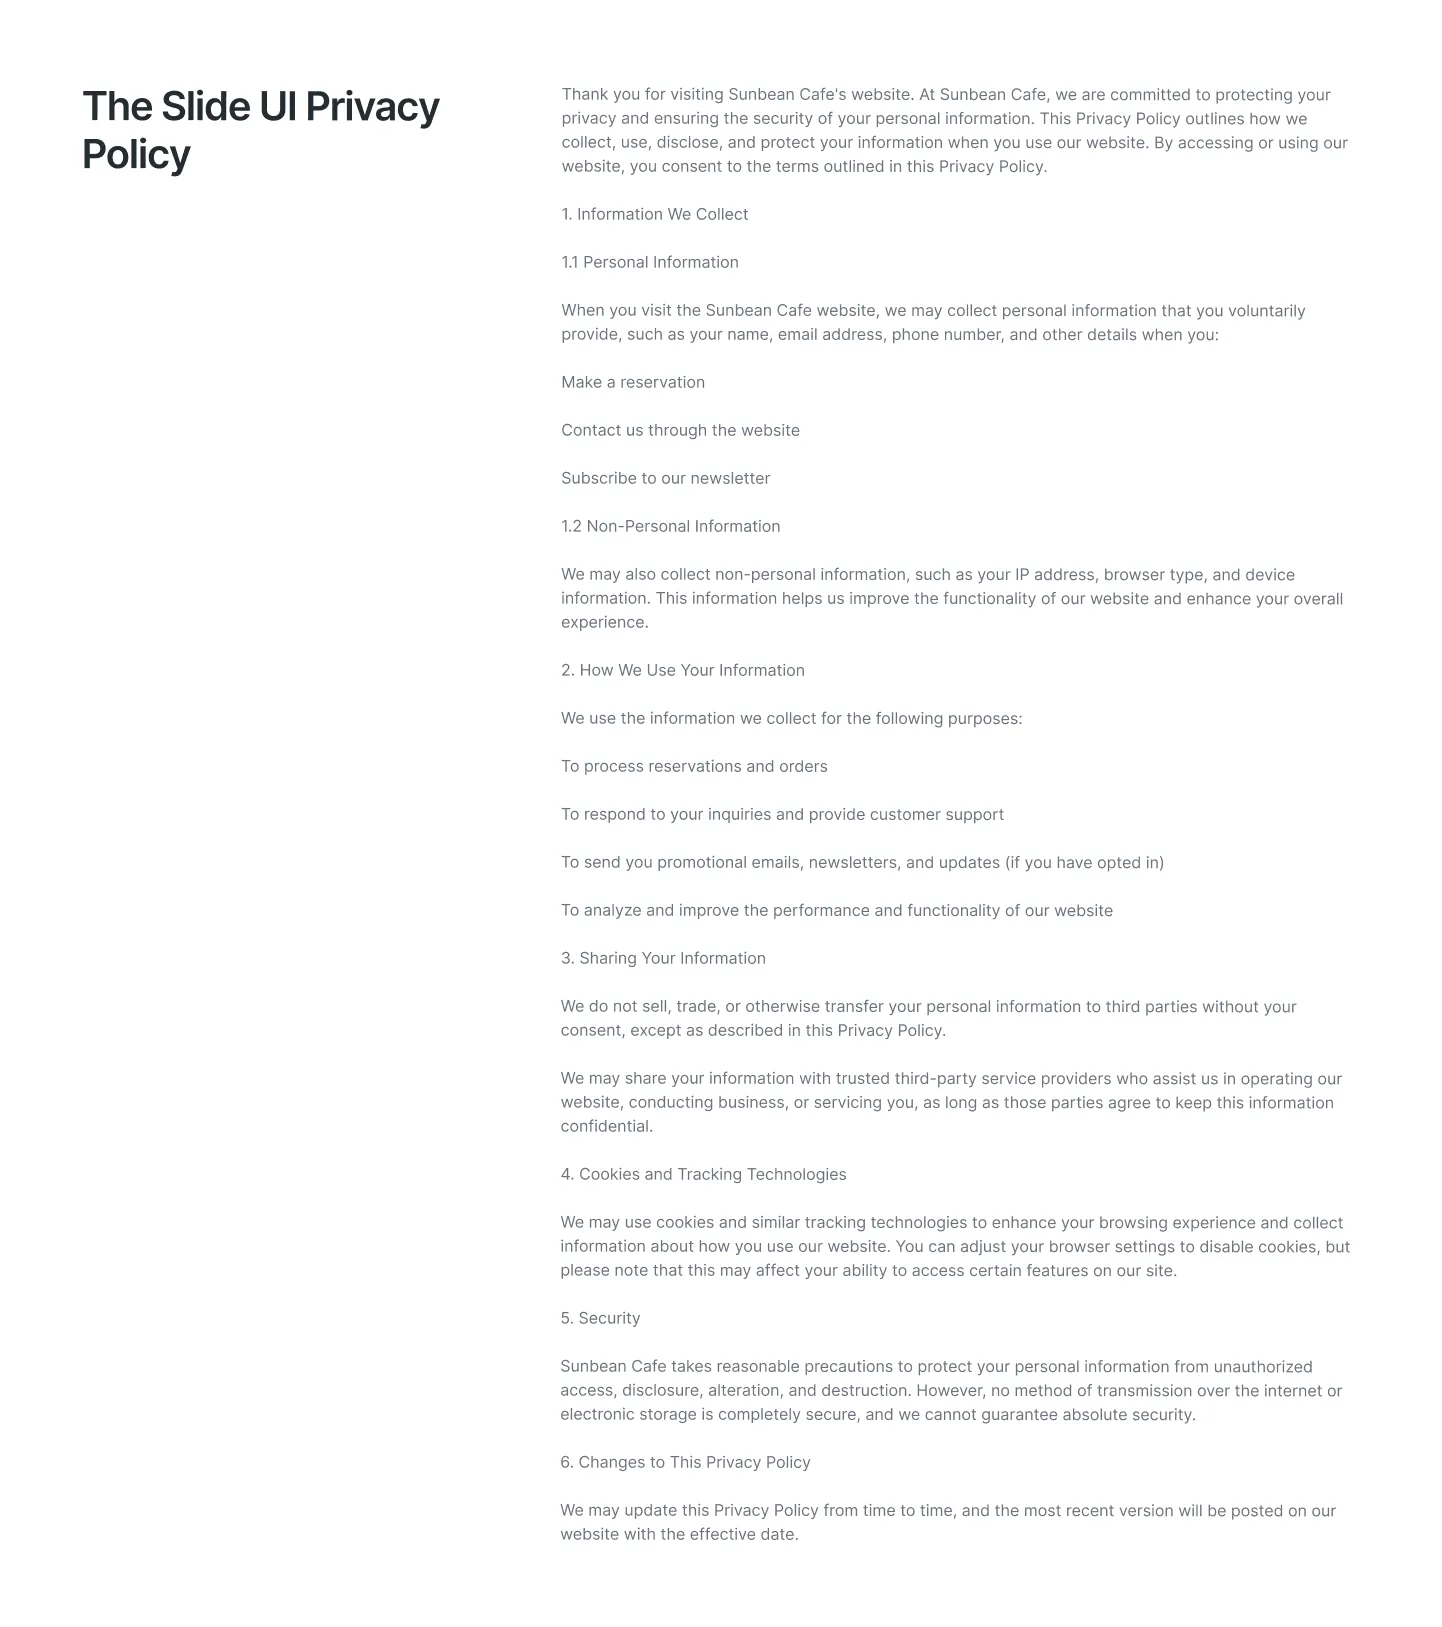 The Slide UI Privacy
Policy
Thank you for visiting Sunbean Cafe's website. At Sunbean Cafe, we are committed to protecting your
privacy and ensuring the security of your personal information. This Privacy Policy outlines how we
collect, use, disclose, and protect your information when you use our website. By accessing or using our
website, you consent to the terms outlined in this Privacy Policy.
1. Information We Collect
1.1 Personal Information
When you visit the Sunbean Cafe website, we may collect personal information that you voluntarily
provide, such as your name, email address, phone number, and other details when you:
Make a reservation
Contact us through the website
Subscribe to our newsletter
1.2 Non-Personal Information
We may also collect non-personal information, such as your IP address, browser type, and device
information. This information helps us improve the functionality of our website and enhance your overall
experience.
2. How We Use Your Information
We use the information we collect for the following purposes:
To process reservations and orders
To respond to your inquiries and provide customer support
To send you promotional emails, newsletters, and updates (if you have opted in)
To analyze and improve the performance and functionality of our website
3. Sharing Your Information
We do not sell, trade, or otherwise transfer your personal information to third parties without your
consent, except as described in this Privacy Policy.
We may share your information with trusted third-party service providers who assist us in operating our
website, conducting business, or servicing you, as long as those parties agree to keep this information
confidential.
4. Cookies and Tracking Technologies
We may use cookies and similar tracking technologies to enhance your browsing experience and collect
information about how you use our website. You can adjust your browser settings to disable cookies, but
please note that this may affect your ability to access certain features on our site.
5. Security
Sunbean Cafe takes reasonable precautions to protect your personal information from unauthorized
access, disclosure, alteration, and destruction. However, no method of transmission over the internet or
electronic storage is completely secure, and we cannot guarantee absolute security.
6. Changes to This Privacy Policy
We may update this Privacy Policy from time to time, and the most recent version will be posted on our
website with the effective date.